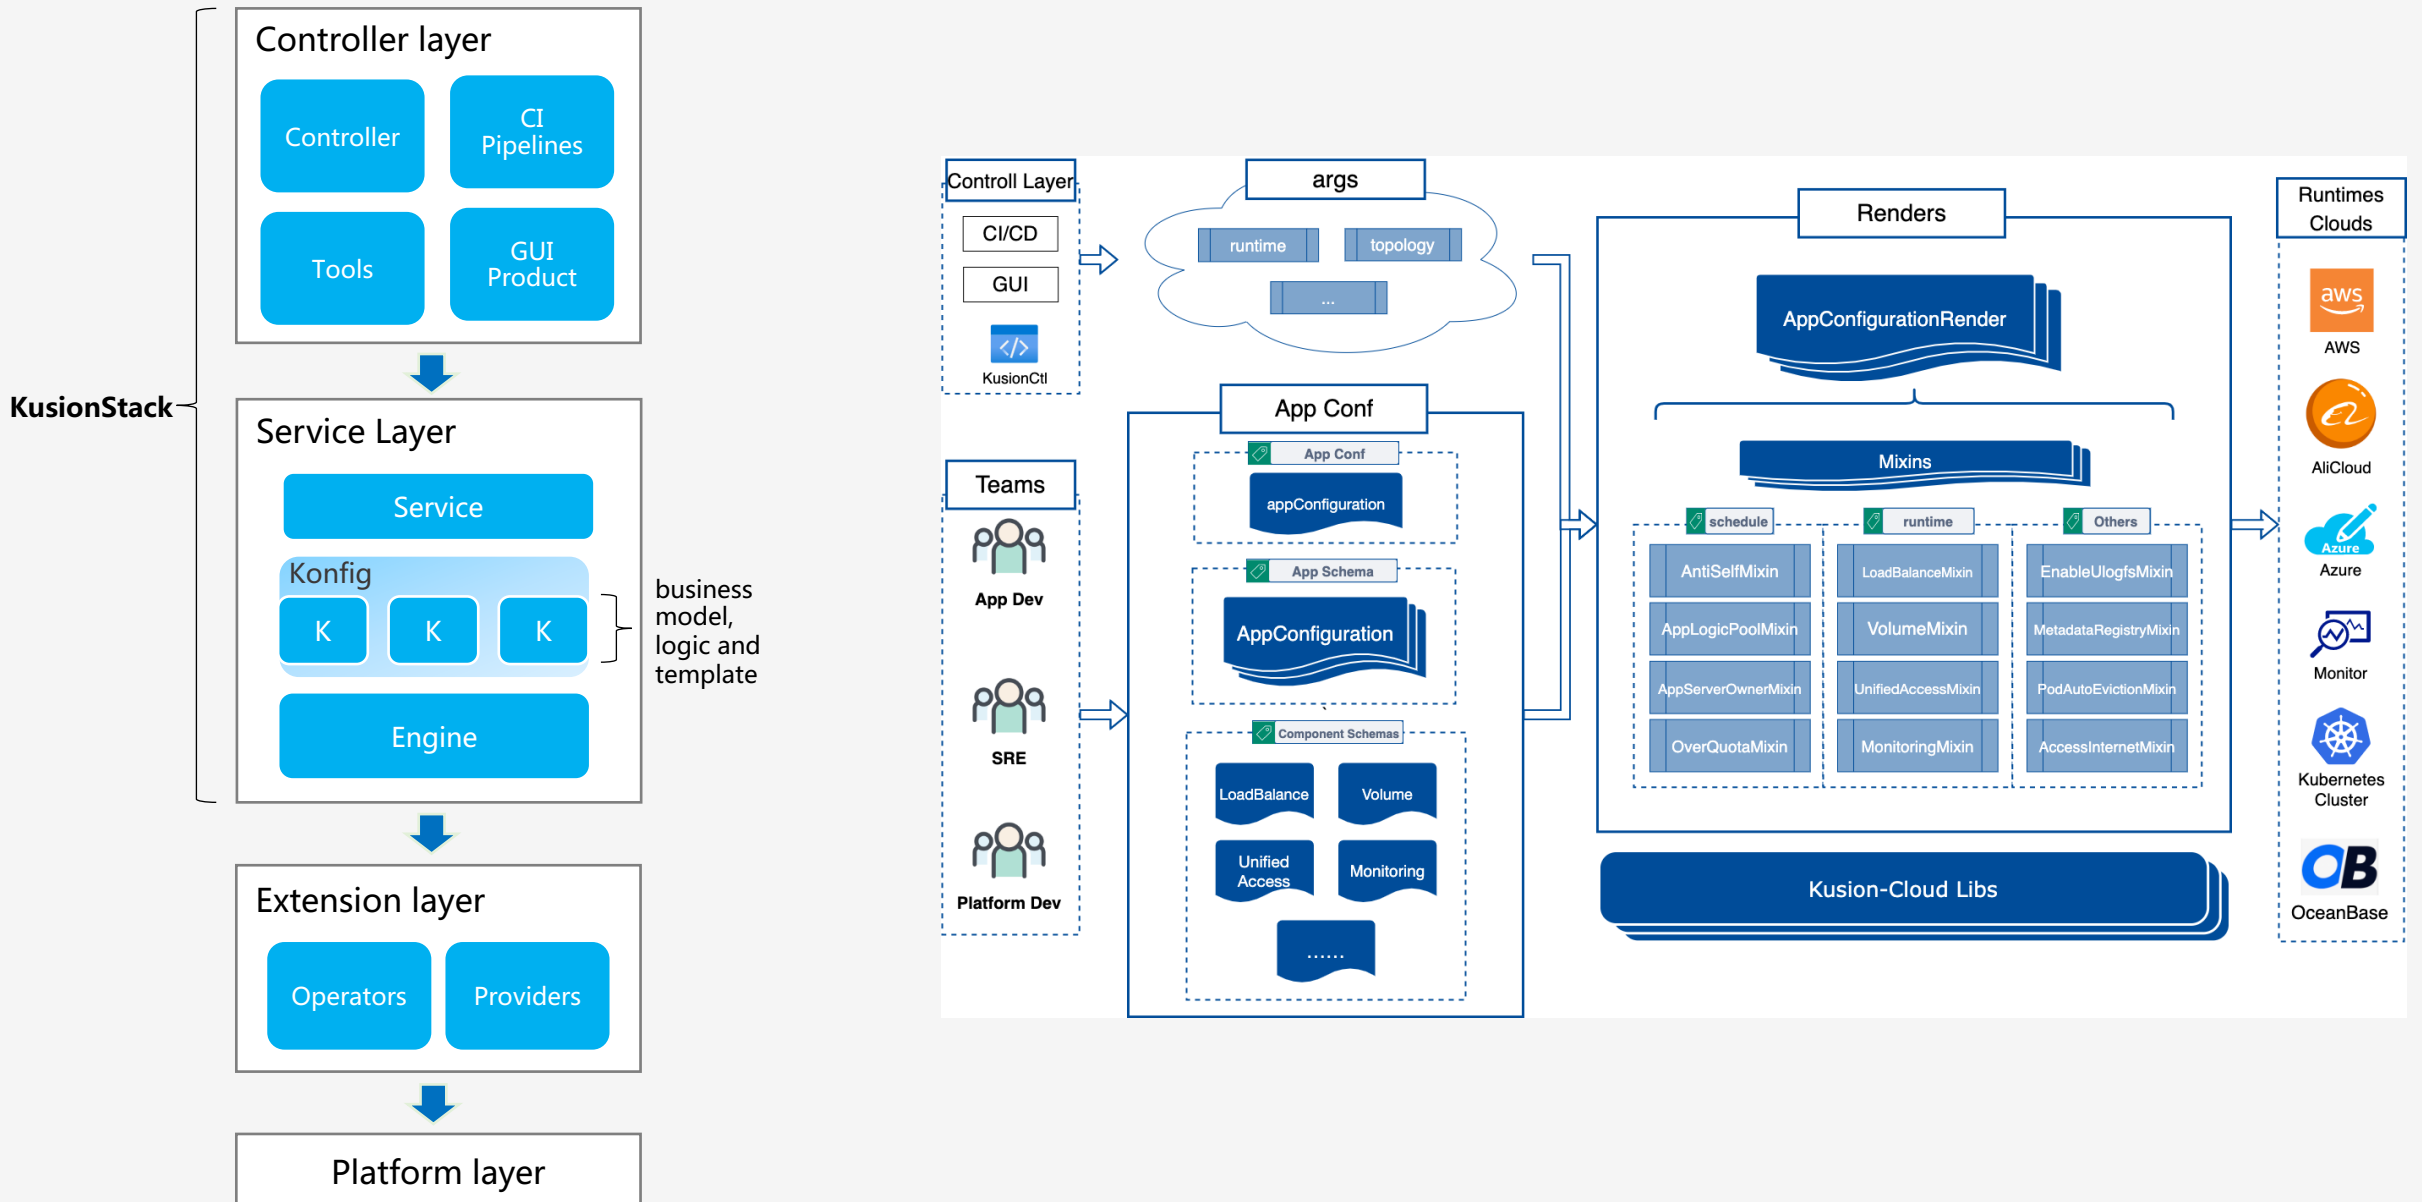 KusionStack
Controller layer
Controller
CI
Pipelines
Tools
GUI
Product
Service Layer
Service
Konfig
K
K
K
business
model,
logic and
template
Engine
Extension layer
Operators
Providers
Platform layer
Controll Layer
CI/CD
GUI
</>
KusionCtl
Teams
App Dev
SRE
Platform Dev
args
runtime
topology
...
App Conf
App Conf
appConfiguration
App Schema
AppConfiguration
Component Schemas
LoadBalance
Volume
Unified
Access
Monitoring
......
Renders
AppConfigurationRender
Mixins
schedule
AntiSelfMixin
AppLogicPoolMixin
AppServerOwnerMixin
OverQuotaMixin
runtime
LoadBalanceMixin
VolumeMixin
UnifiedAccessMixin
MonitoringMixin
Others
EnableUlogfsMixin
MetadataRegistryMixin
PodAutoEvictionMixin
AccessInternetMixin
Kusion-Cloud Libs
Runtimes
Clouds
aws
AWS
AliCloud
Azure
Azure
Monitor
Kubernetes
Cluster
OB
OceanBase